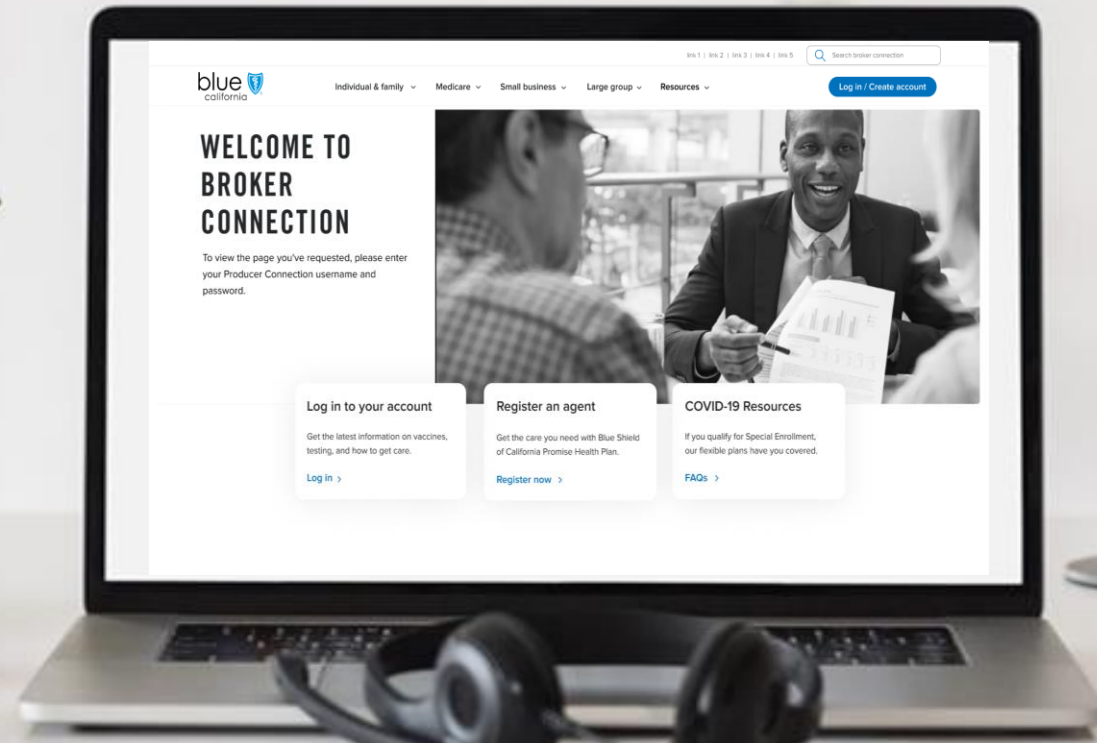 link 1 | link 2 | link 3 | link 4 | link 5
Search broker connection
blue
california
Individual & family
Medicare
Small business
Large group
Resources
Log in / Create account
WELCOME TO
BROKER
CONNECTION
To view the page you've requested, please enter
your Producer Connection username and
password.
Log in to your account
Get the latest information on vaccines,
testing, and how to get care.
Log in >
Register an agent
Get the care you need with Blue Shield
of California Promise Health Plan.
Register now >
COVID-19 Resources
If you qualify for Special Enrollment,
our flexible plans have you covered.
FAQs >